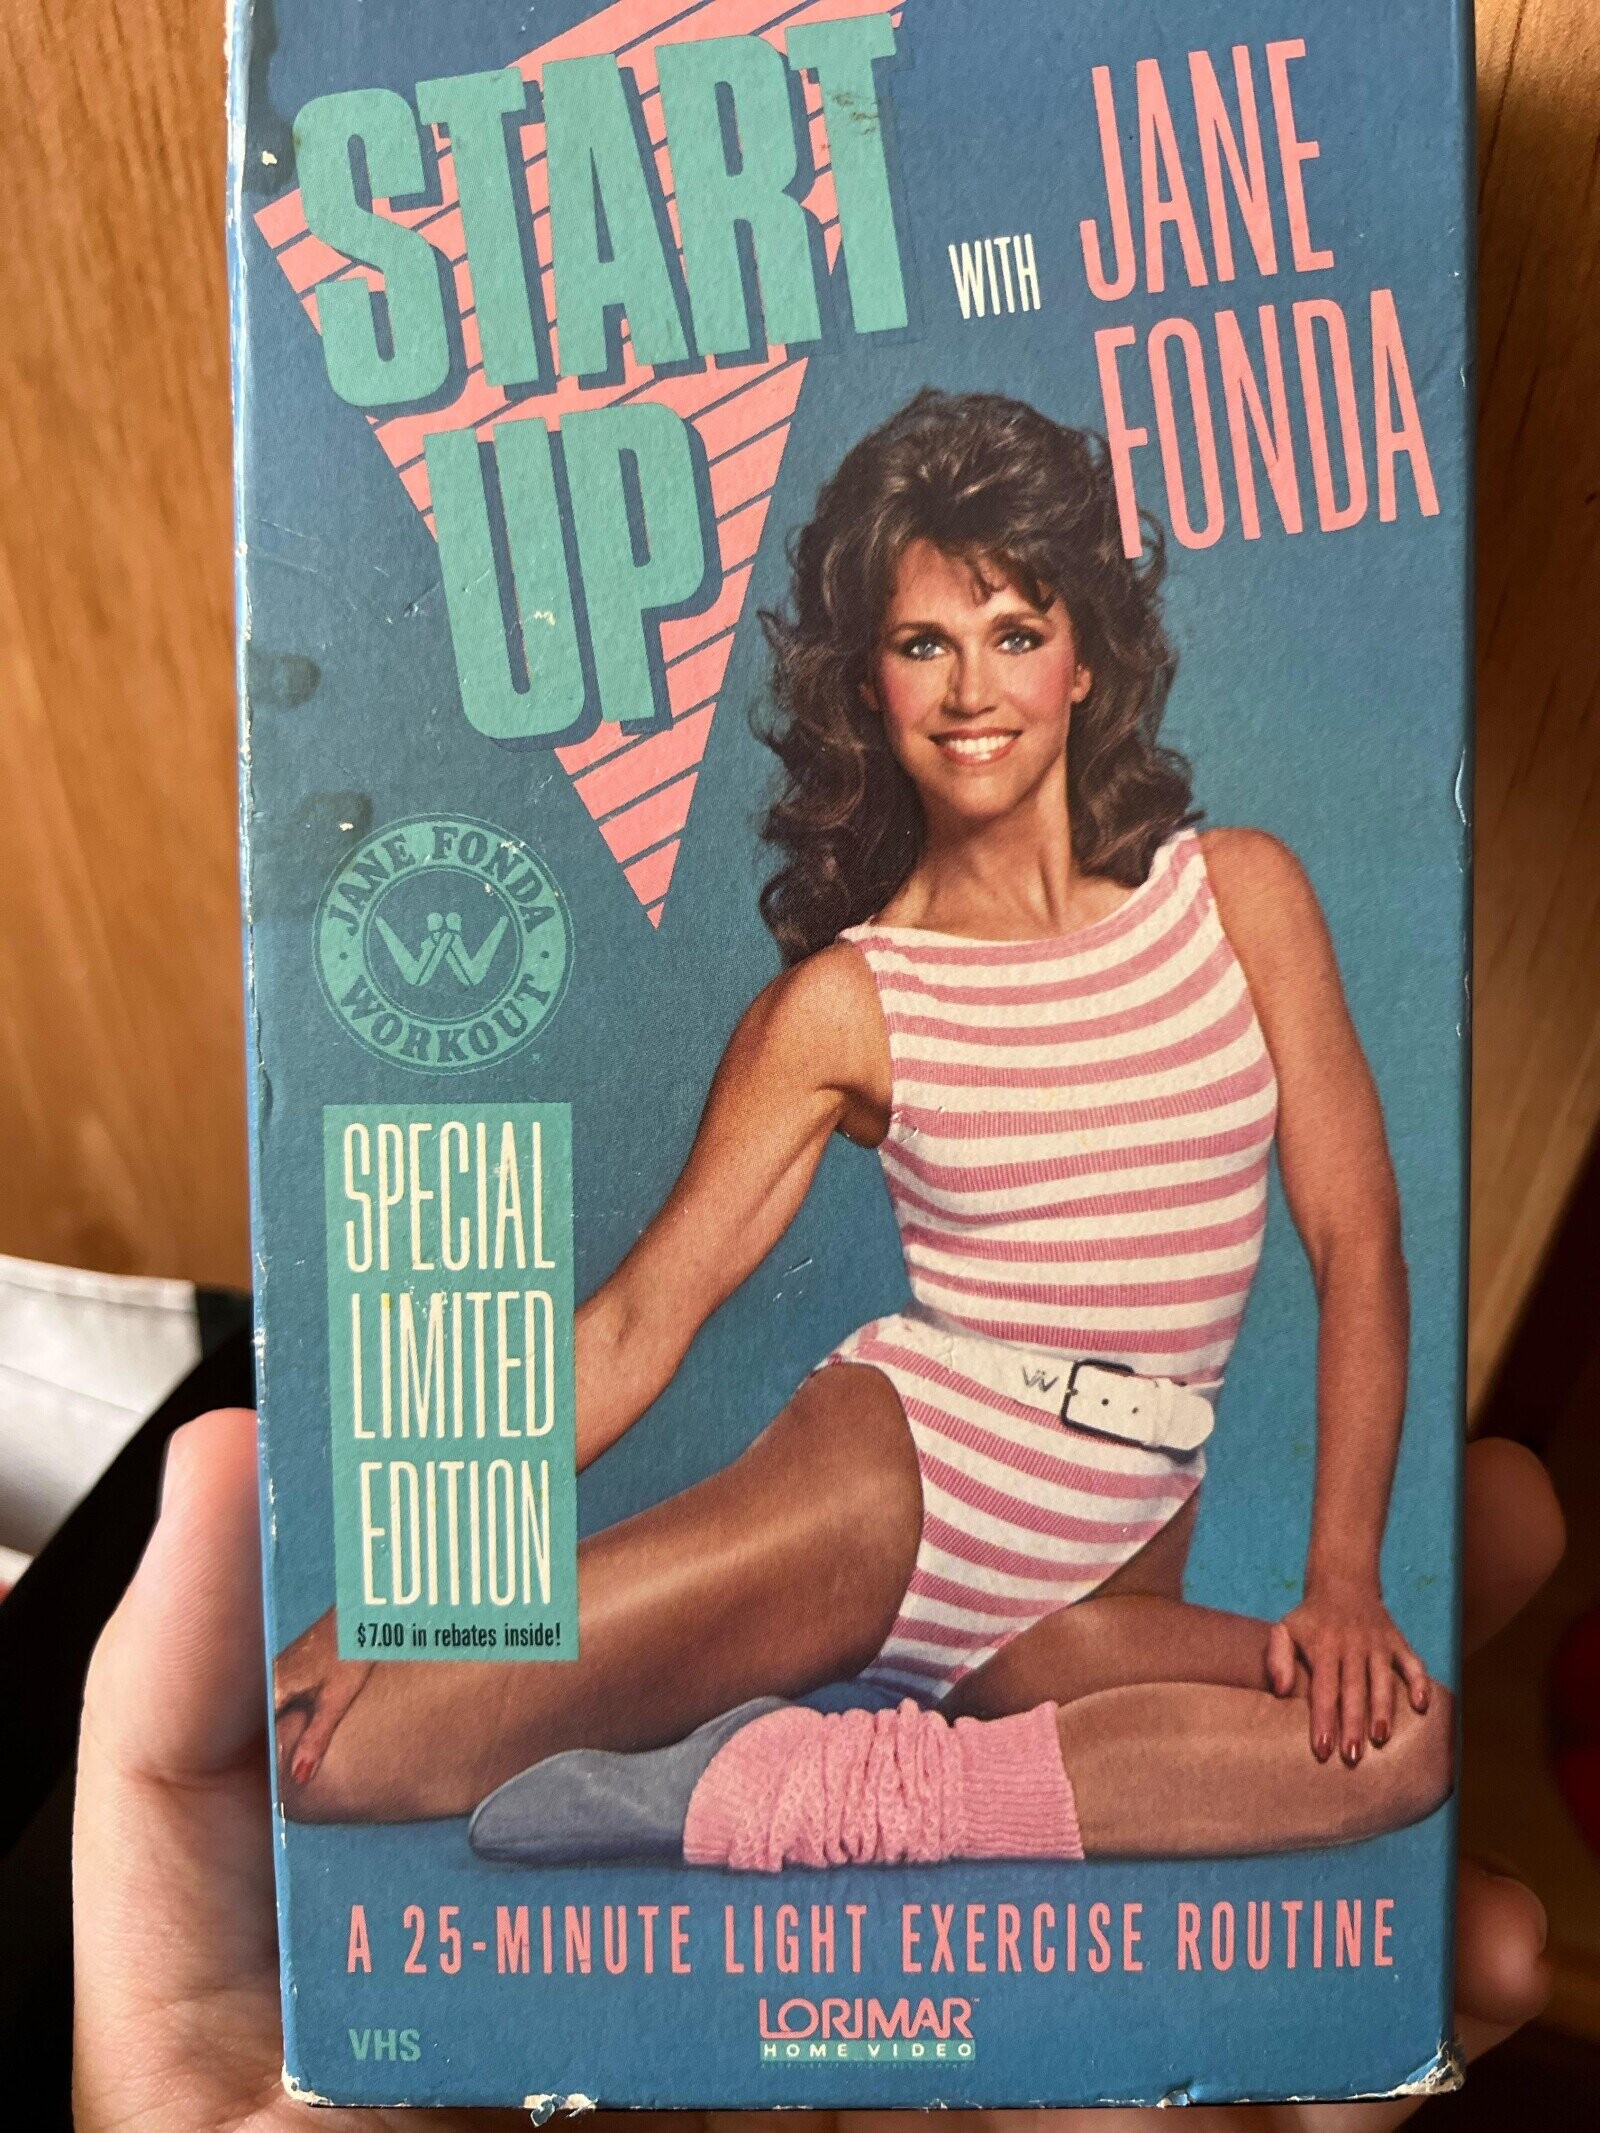 START
UP
WITH
JANE
FONDA
JANE FONDA
WORKOUT
SPECIAL
LIMITED
EDITION
$7.00 in rebates inside!
A 25-MINUTE LIGHT EXERCISE ROUTINE
VHS
LORIMAR™
HOME VIDEO